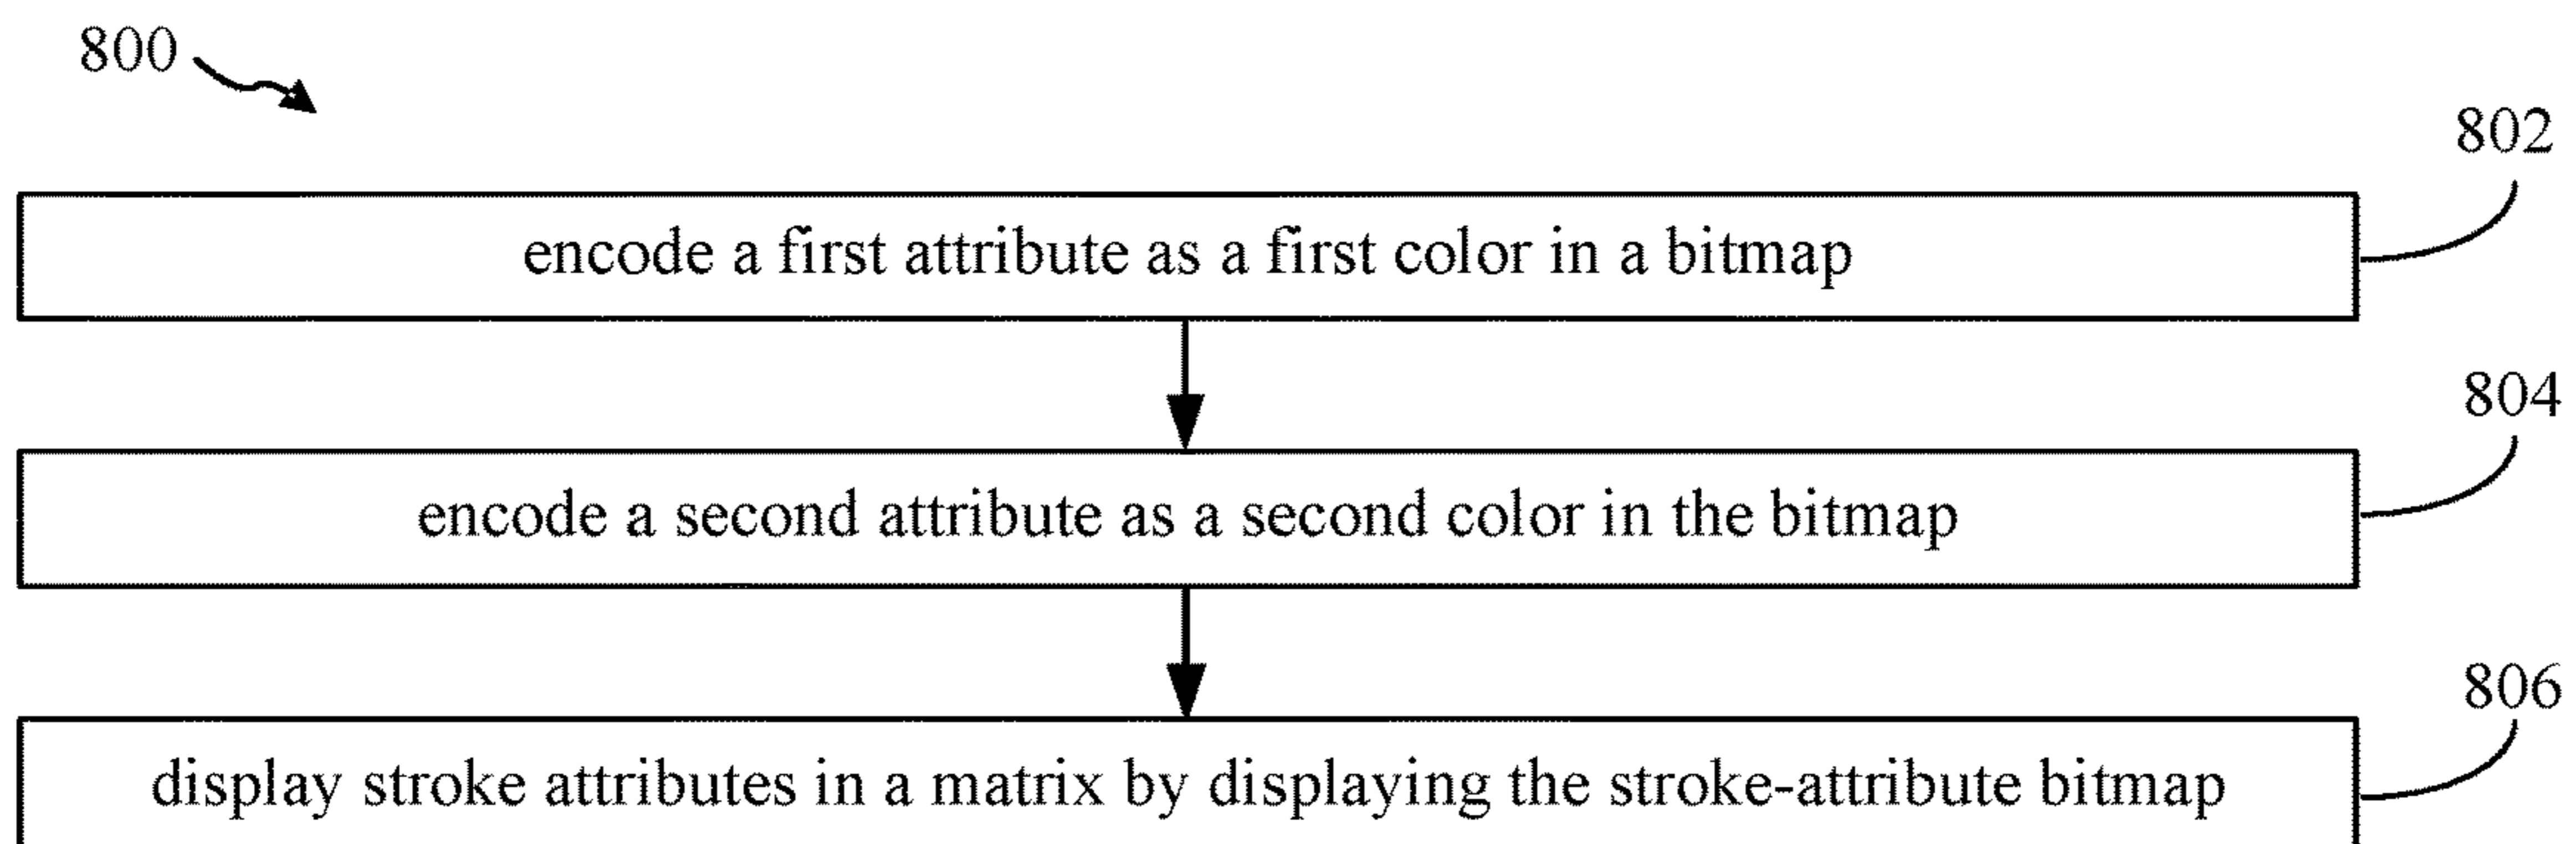 800
802
encode a first attribute as a first color in a bitmap
804
encode a second attribute as a second color in the bitmap
806
display stroke attributes in a matrix by displaying the stroke-attribute bitmap